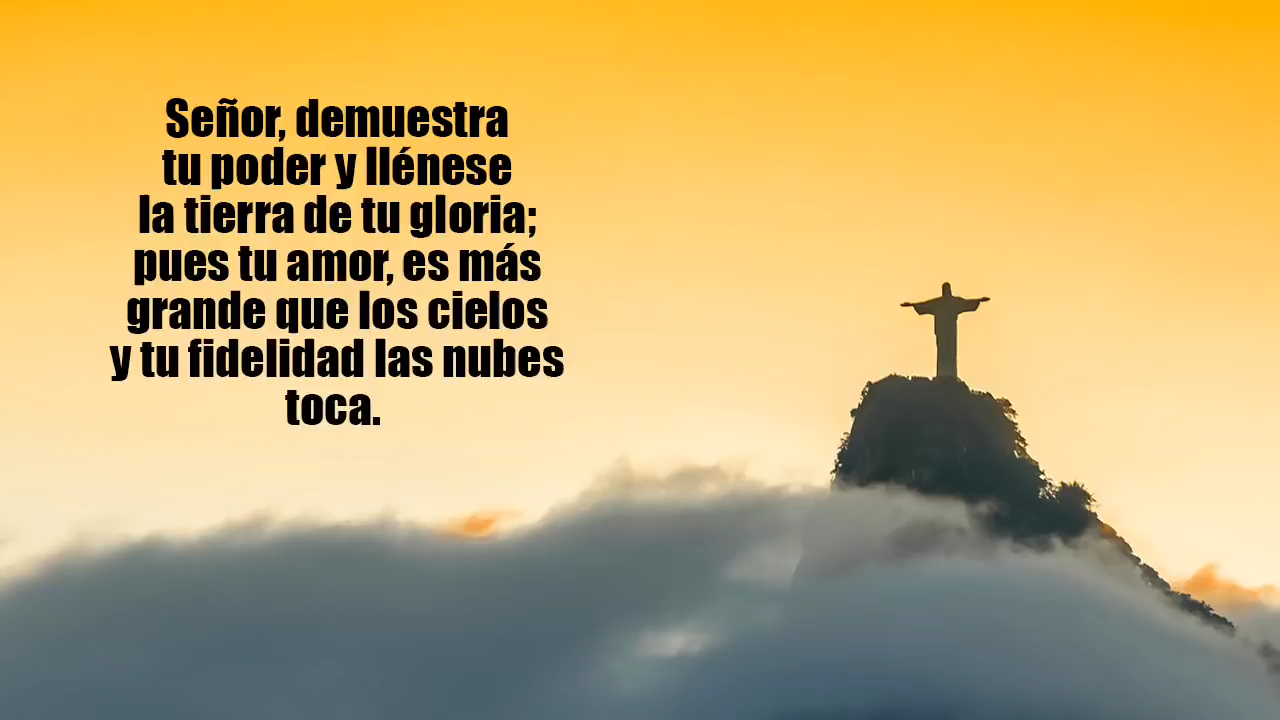 Señor, demuestra
tu poder y llénese
la tierra de tu gloria;
pues tu amor, es más
grande que los cielos
y tu fidelidad las nubes
toca.